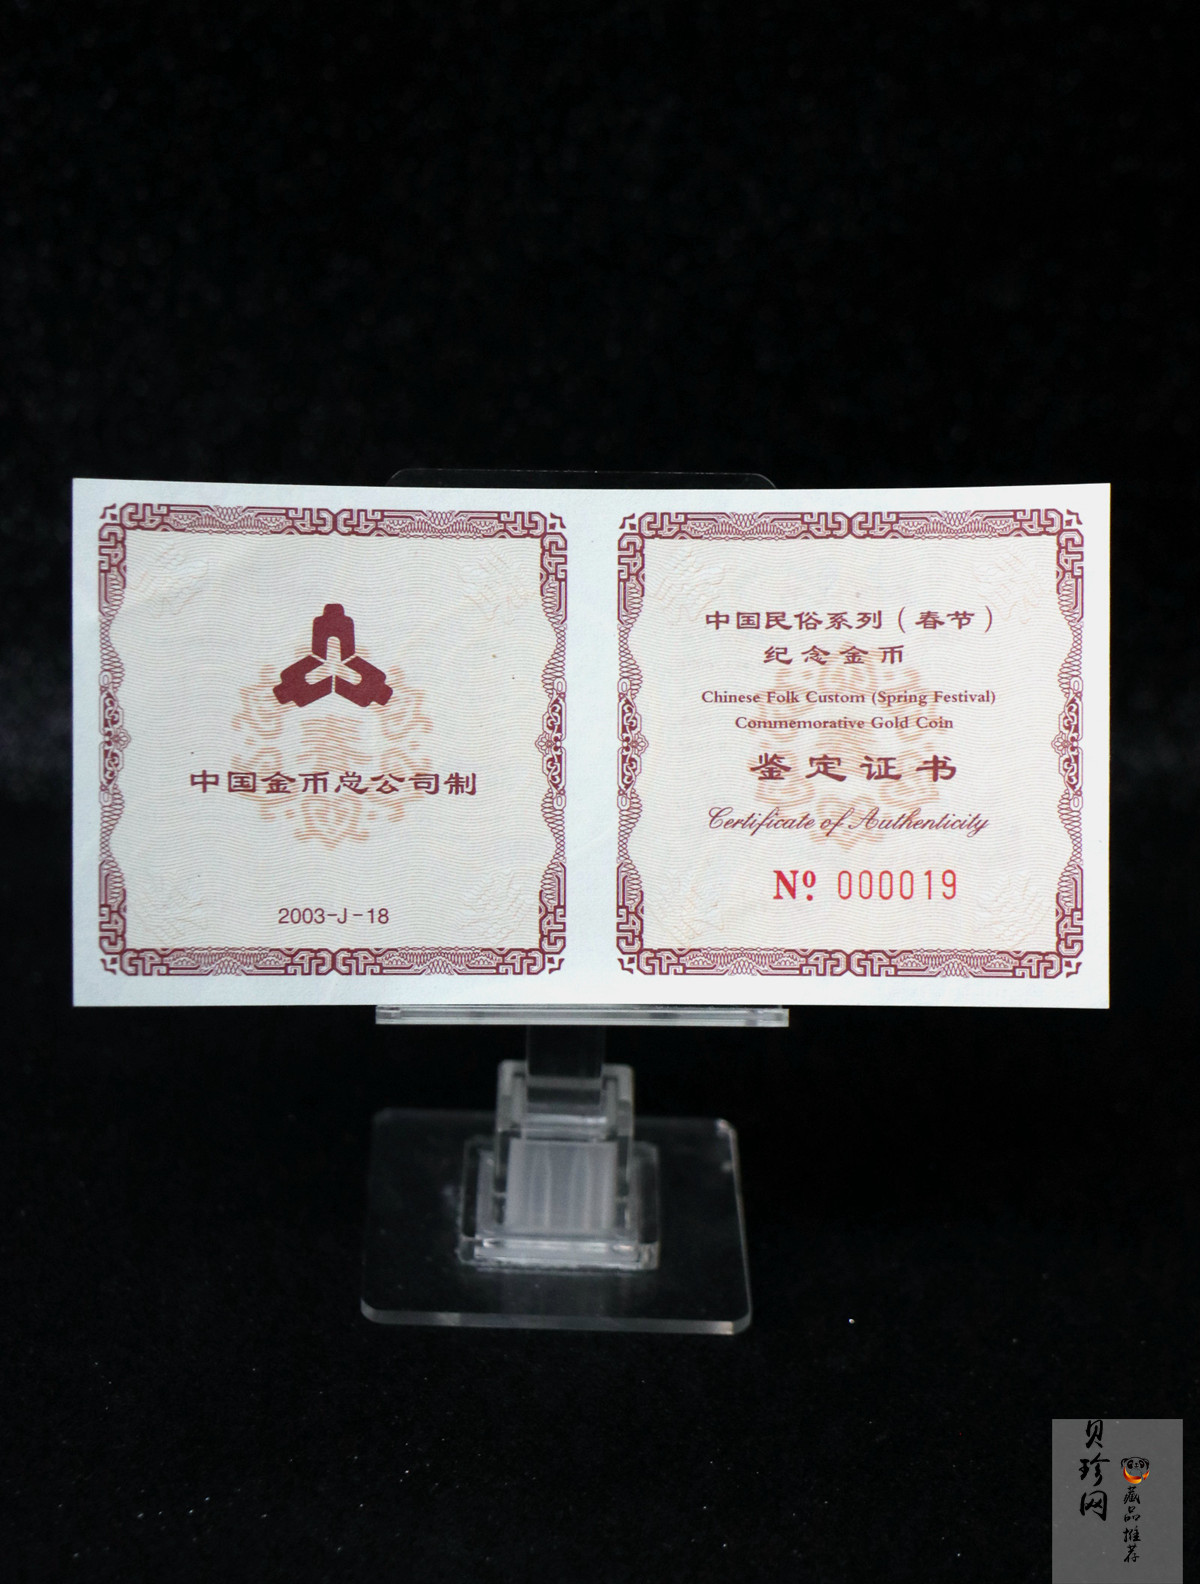 中国金币总公司制
2003-J-18
中国民俗系列（春节）
纪念金币
Chinese Folk Custom (Spring Festival)
Commemorative Gold Coin
鉴定证书
Certificate of Authenticity
Nº 000019
贝珍网
藏品推荐